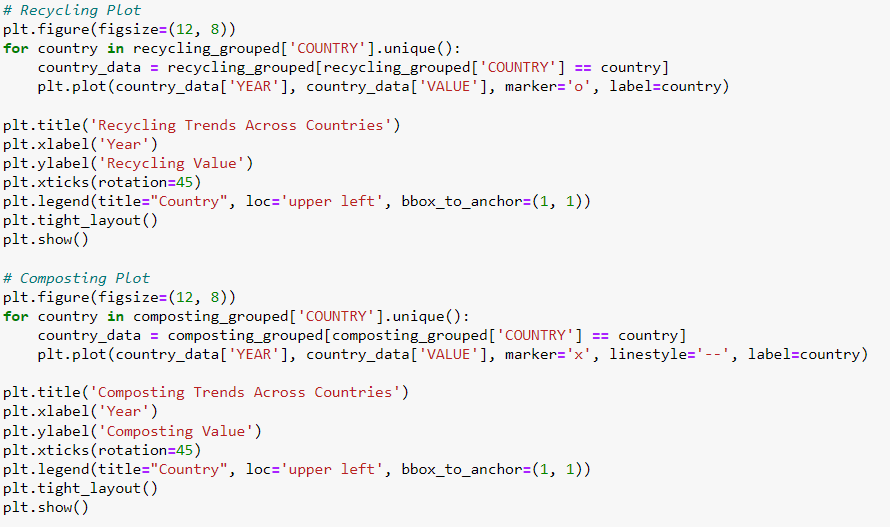 # Recycling Plot
plt.figure(figsize=(12, 8))
for country in recycling_grouped['COUNTRY'].unique():
    country_data = recycling_grouped[recycling_grouped['COUNTRY'] == country]
    plt.plot(country_data['YEAR'], country_data['VALUE'], marker='o', label=country)

plt.title('Recycling Trends Across Countries')
plt.xlabel('Year')
plt.ylabel('Recycling Value')
plt.xticks(rotation=45)
plt.legend(title="Country", loc='upper left', bbox_to_anchor=(1, 1))
plt.tight_layout()
plt.show()

# Composting Plot
plt.figure(figsize=(12, 8))
for country in composting_grouped['COUNTRY'].unique():
    country_data = composting_grouped[composting_grouped['COUNTRY'] == country]
    plt.plot(country_data['YEAR'], country_data['VALUE'], marker='x', linestyle='--', label=country)

plt.title('Composting Trends Across Countries')
plt.xlabel('Year')
plt.ylabel('Composting Value')
plt.xticks(rotation=45)
plt.legend(title="Country", loc='upper left', bbox_to_anchor=(1, 1))
plt.tight_layout()
plt.show()